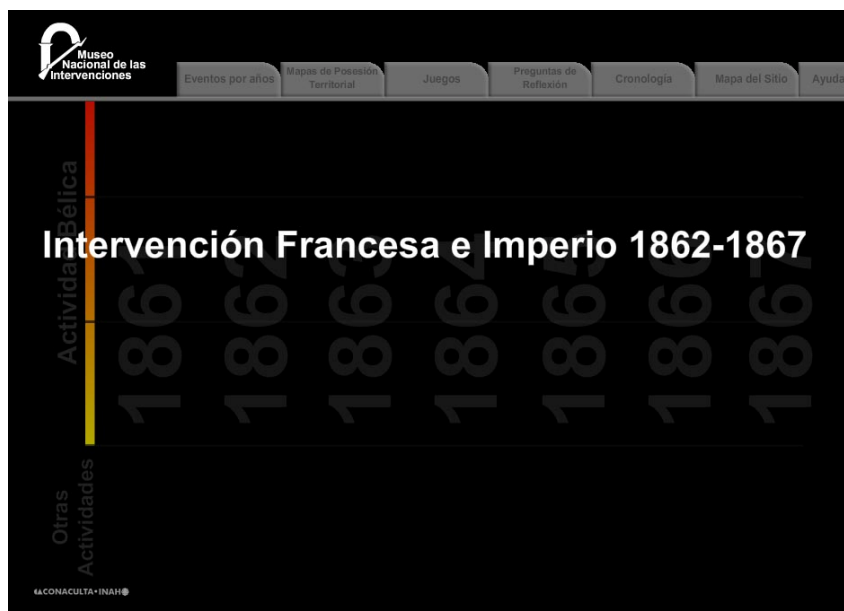 Museo
Nacional de las
Intervenciones
Eventos por años
Mapas de Posesión
Territorial
Juegos
Preguntas de
Reflexión
Cronología
Mapa del Sitio
Ayuda
Actividad Bélica
Intervención Francesa e Imperio 1862-1867
1861
1862
1863
1864
1865
1866
1867
Otras
Actividades
CONACULTA•INAH